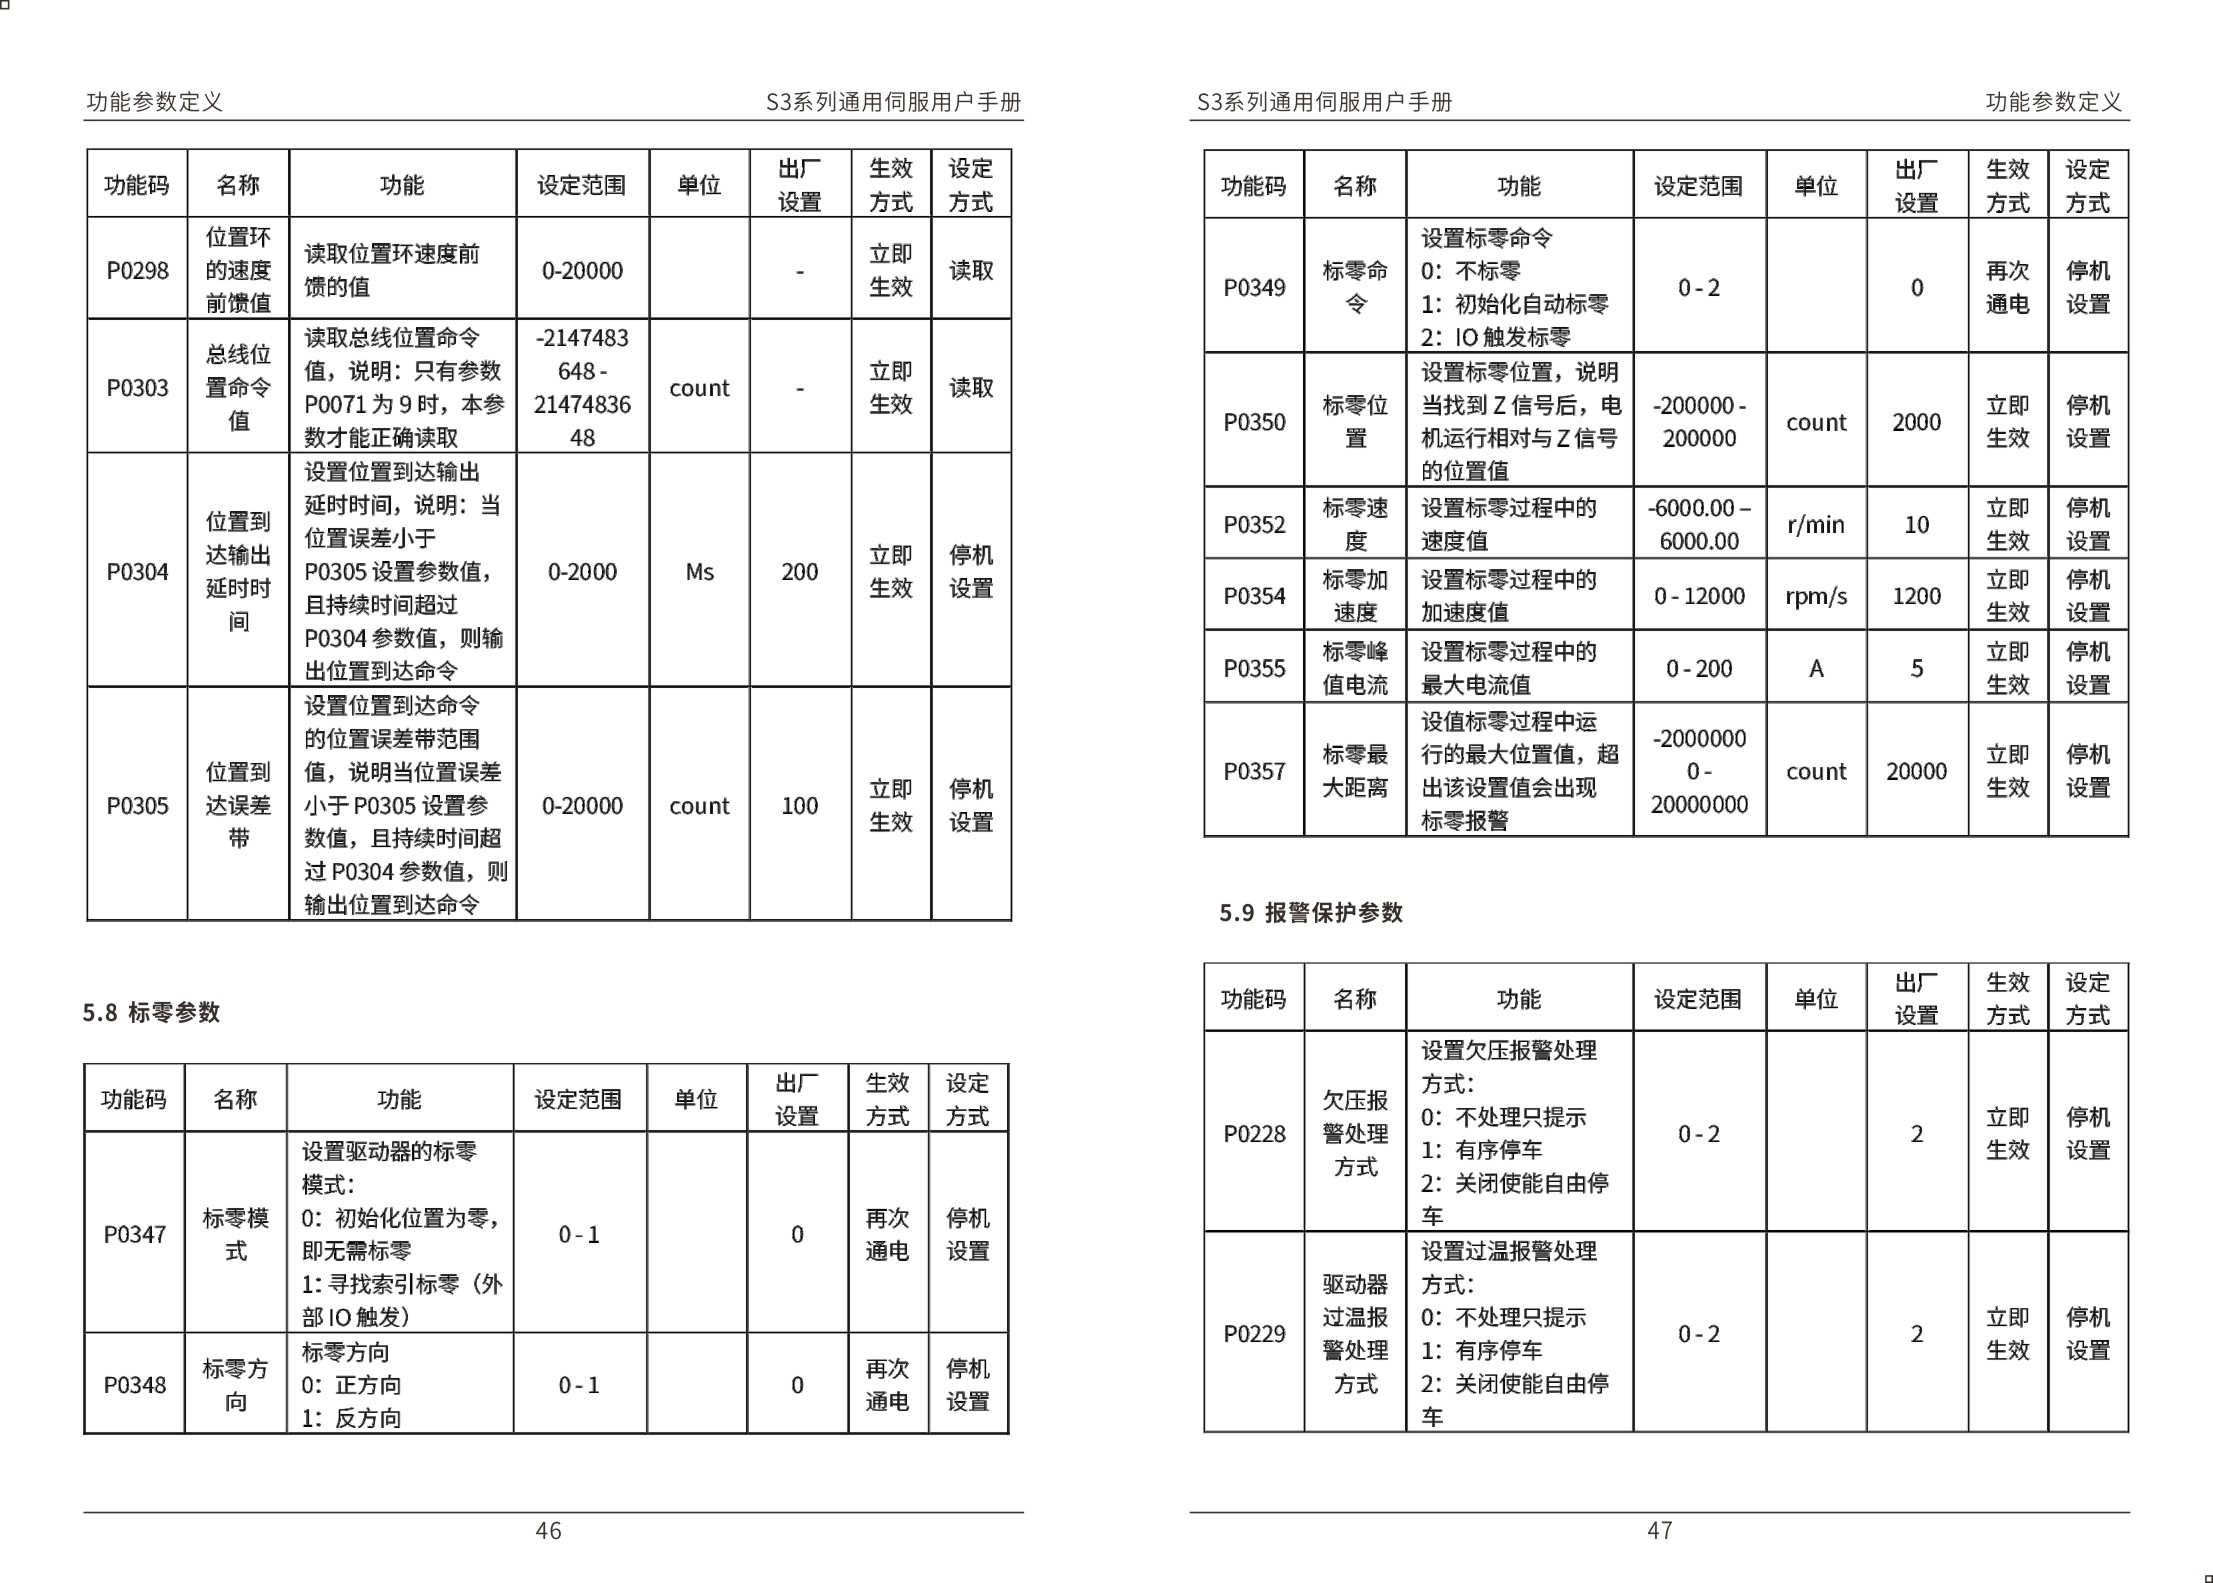 功能参数定义 S3系列通用伺服用户手册
功能码 名称 功能 设定范围 单位 出厂设置 生效方式 设定方式
P0298 位置环的速度前馈值 读取位置环速度前馈的值 0-20000 - 立即生效 读取
P0303 总线位置命令值 读取总线位置命令值，说明：只有参数P0071 为 9 时，本参数才能正确读取 -2147483648 - 2147483648 count - 立即生效 读取
P0304 位置到达输出延时时间 设置位置到达输出延时时间，说明：当位置误差小于P0305 设置参数值，且持续时间超过P0304 参数值，则输出位置到达命令 0-2000 Ms 200 立即生效 停机设置
P0305 位置到达误差带 设置位置到达命令的位置误差带范围值，说明当位置误差小于 P0305 设置参数值，且持续时间超过 P0304 参数值，则输出位置到达命令 0-20000 count 100 立即生效 停机设置
5.8 标零参数
功能码 名称 功能 设定范围 单位 出厂设置 生效方式 设定方式
P0347 标零模式 设置驱动器的标零模式：
0：初始化位置为零，即无需标零
1：寻找索引标零（外部 IO 触发） 0 - 1 0 再次通电 停机设置
P0348 标零方向 标零方向
0：正方向
1：反方向 0 - 1 0 再次通电 停机设置
46
S3系列通用伺服用户手册 功能参数定义
功能码 名称 功能 设定范围 单位 出厂设置 生效方式 设定方式
P0349 标零命令 设置标零命令
0：不标零
1：初始化自动标零
2：IO 触发标零 0 - 2 0 再次通电 停机设置
P0350 标零位置 设置标零位置，说明当找到 Z 信号后，电机运行相对与 Z 信号的位置值 -200000 - 200000 count 2000 立即生效 停机设置
P0352 标零速度 设置标零过程中的速度值 -6000.00 – 6000.00 r/min 10 立即生效 停机设置
P0354 标零加速度 设置标零过程中的加速度值 0 - 12000 rpm/s 1200 立即生效 停机设置
P0355 标零峰值电流 设置标零过程中的最大电流值 0 - 200 A 5 立即生效 停机设置
P0357 标零最大距离 设值标零过程中运行的最大位置值，超出该设置值会出现标零报警 -20000000 - 20000000 count 20000 立即生效 停机设置
5.9 报警保护参数
功能码 名称 功能 设定范围 单位 出厂设置 生效方式 设定方式
P0228 欠压报警处理方式 设置欠压报警处理方式：
0：不处理只提示
1：有序停车
2：关闭使能自由停车 0 - 2 2 立即生效 停机设置
P0229 驱动器过温报警处理方式 设置过温报警处理方式：
0：不处理只提示
1：有序停车
2：关闭使能自由停车 0 - 2 2 立即生效 停机设置
47